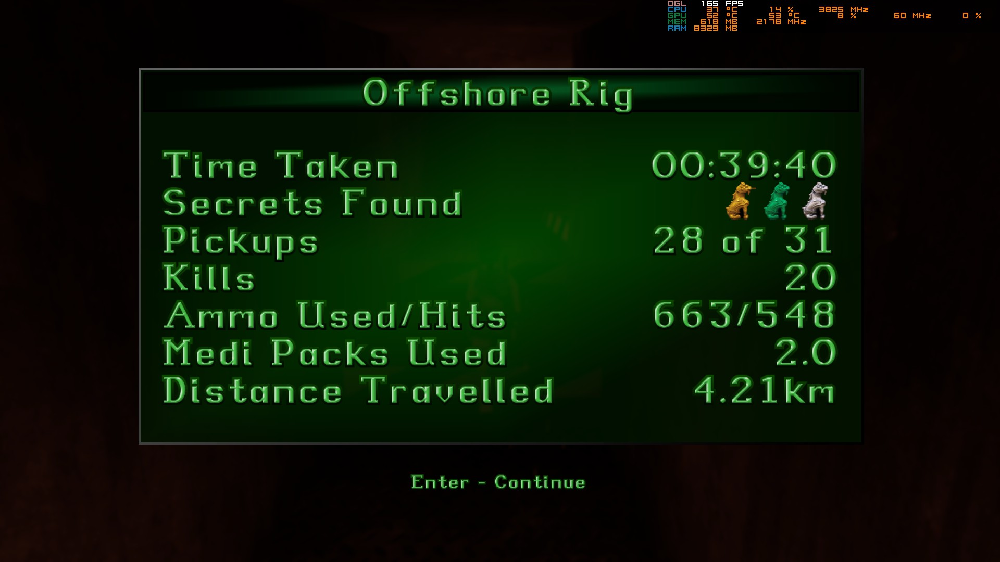 OGL 165 FPS
CPU 37 °C 14 % 3825 MHz
GPU 52 °C 53 °C 8 % 60 MHz 0 %
MEM 618 MB 2178 MHz
RAM 8329 MB
Offshore Rig
Time Taken 00:39:40
Secrets Found
Pickups 28 of 31
Kills 20
Ammo Used/Hits 663/548
Medi Packs Used 2.0
Distance Travelled 4.21km
Enter - Continue